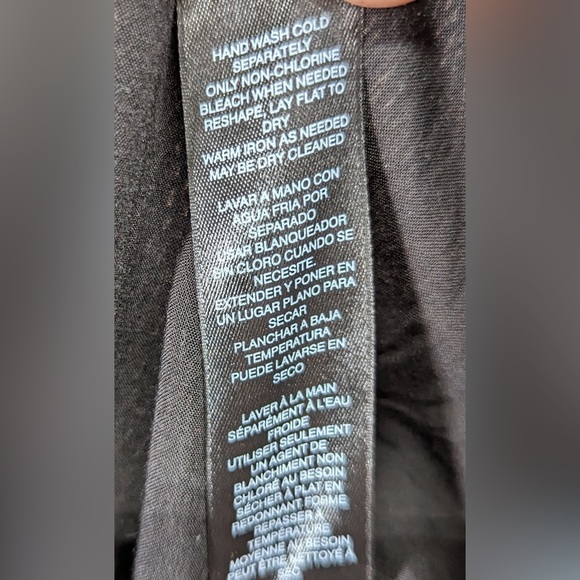 HAND WASH COLD
SEPARATELY
ONLY NON-CHLORINE
BLEACH WHEN NEEDED
RESHAPE, LAY FLAT TO
DRY
WARM IRON AS NEEDED
MAY BE DRY CLEANED
LAVAR A MANO CON
AGUA FRIA POR
SEPARADO
USAR BLANQUEADOR
SIN CLORO CUANDO SE
NECESITE.
EXTENDER Y PONER EN
UN LUGAR PLANO PARA
SECAR
PLANCHAR A BAJA
TEMPERATURA
PUEDE LAVARSE EN
SECO
LAVER À LA MAIN
SÉPARÉMENT À L'EAU
FROIDE
UTILISER SEULEMENT
UN AGENT DE
BLANCHIMENT NON
CHLORÉ AU BESOIN
SÉCHER À PLAT EN
REDONNANT FORME
REPASSER À
TEMPÉRATURE
MOYENNE AU BESOIN
PEUT ÊTRE NETTOYÉ À
SEC